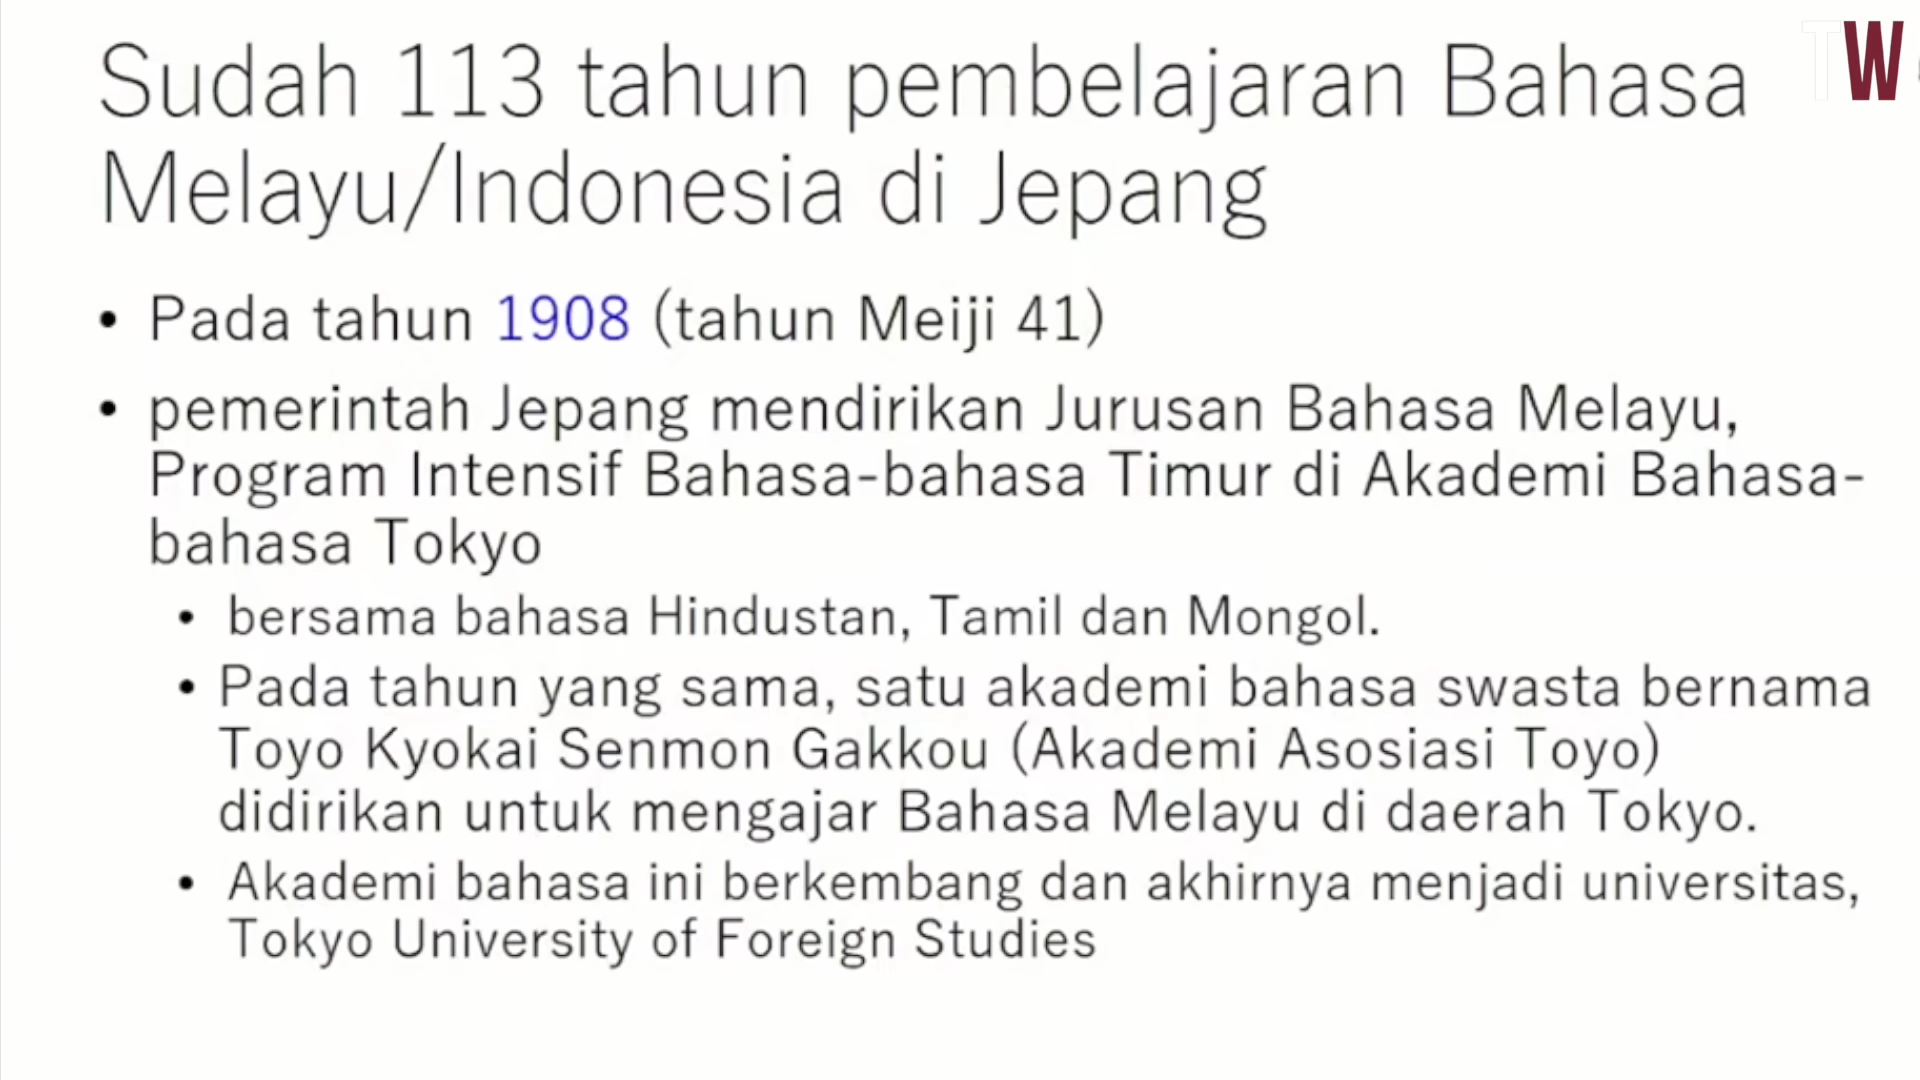 Sudah 113 tahun pembelajaran Bahasa
Melayu/Indonesia di Jepang
TW
• Pada tahun 1908 (tahun Meiji 41)
• pemerintah Jepang mendirikan Jurusan Bahasa Melayu,
Program Intensif Bahasa-bahasa Timur di Akademi Bahasa-
bahasa Tokyo
• bersama bahasa Hindustan, Tamil dan Mongol.
• Pada tahun yang sama, satu akademi bahasa swasta bernama
Toyo Kyokai Senmon Gakkou (Akademi Asosiasi Toyo)
didirikan untuk mengajar Bahasa Melayu di daerah Tokyo.
• Akademi bahasa ini berkembang dan akhirnya menjadi universitas,
Tokyo University of Foreign Studies